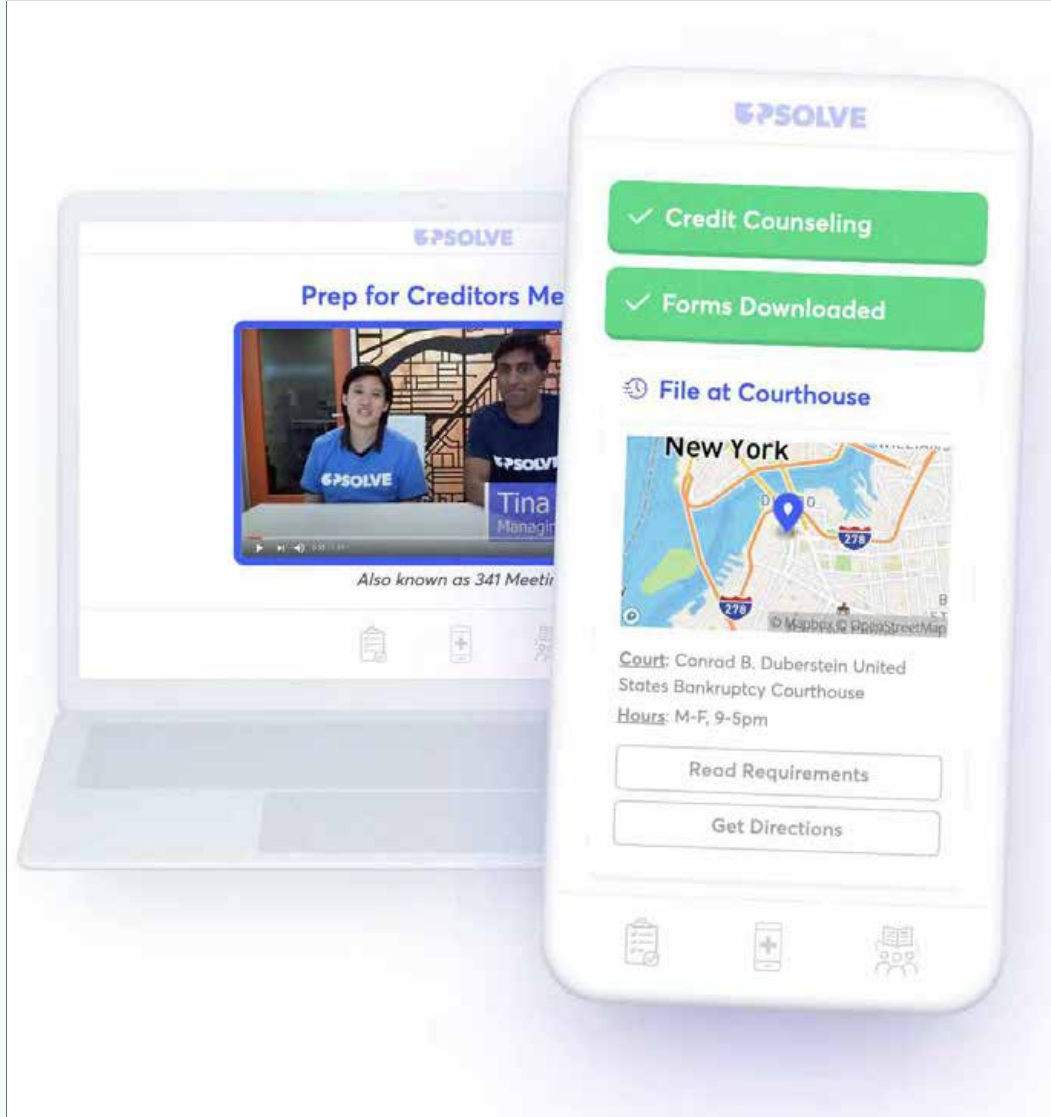 UPSOLVE
Prep for Creditors Me
UPSOLVE
UPSOLV
Tina
Managin
Also known as 341 Meetin
UPSOLVE
Credit Counseling
Forms Downloaded
File at Courthouse
New York
278
278
© Mapbox © OpenStreetMap
Court: Conrad B. Duberstein United
States Bankruptcy Courthouse
Hours: M-F, 9-5pm
Read Requirements
Get Directions